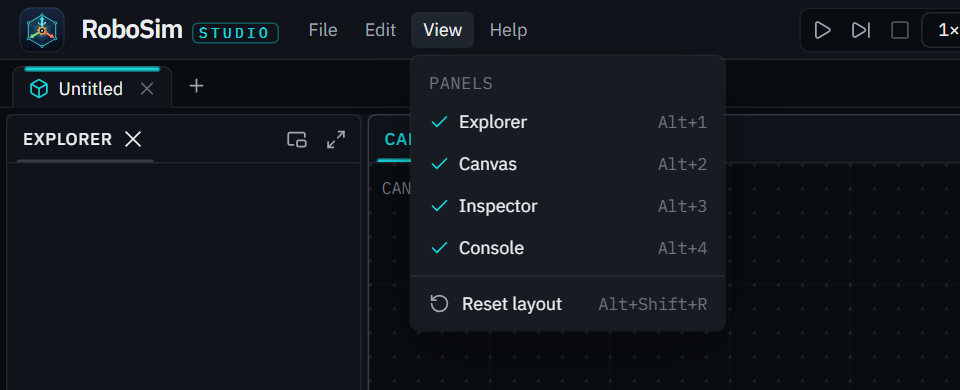 RoboSim STUDIO File Edit View Help 1×
Untitled
EXPLORER
PANELS
Explorer Alt+1
Canvas Alt+2
Inspector Alt+3
Console Alt+4
Reset layout Alt+Shift+R